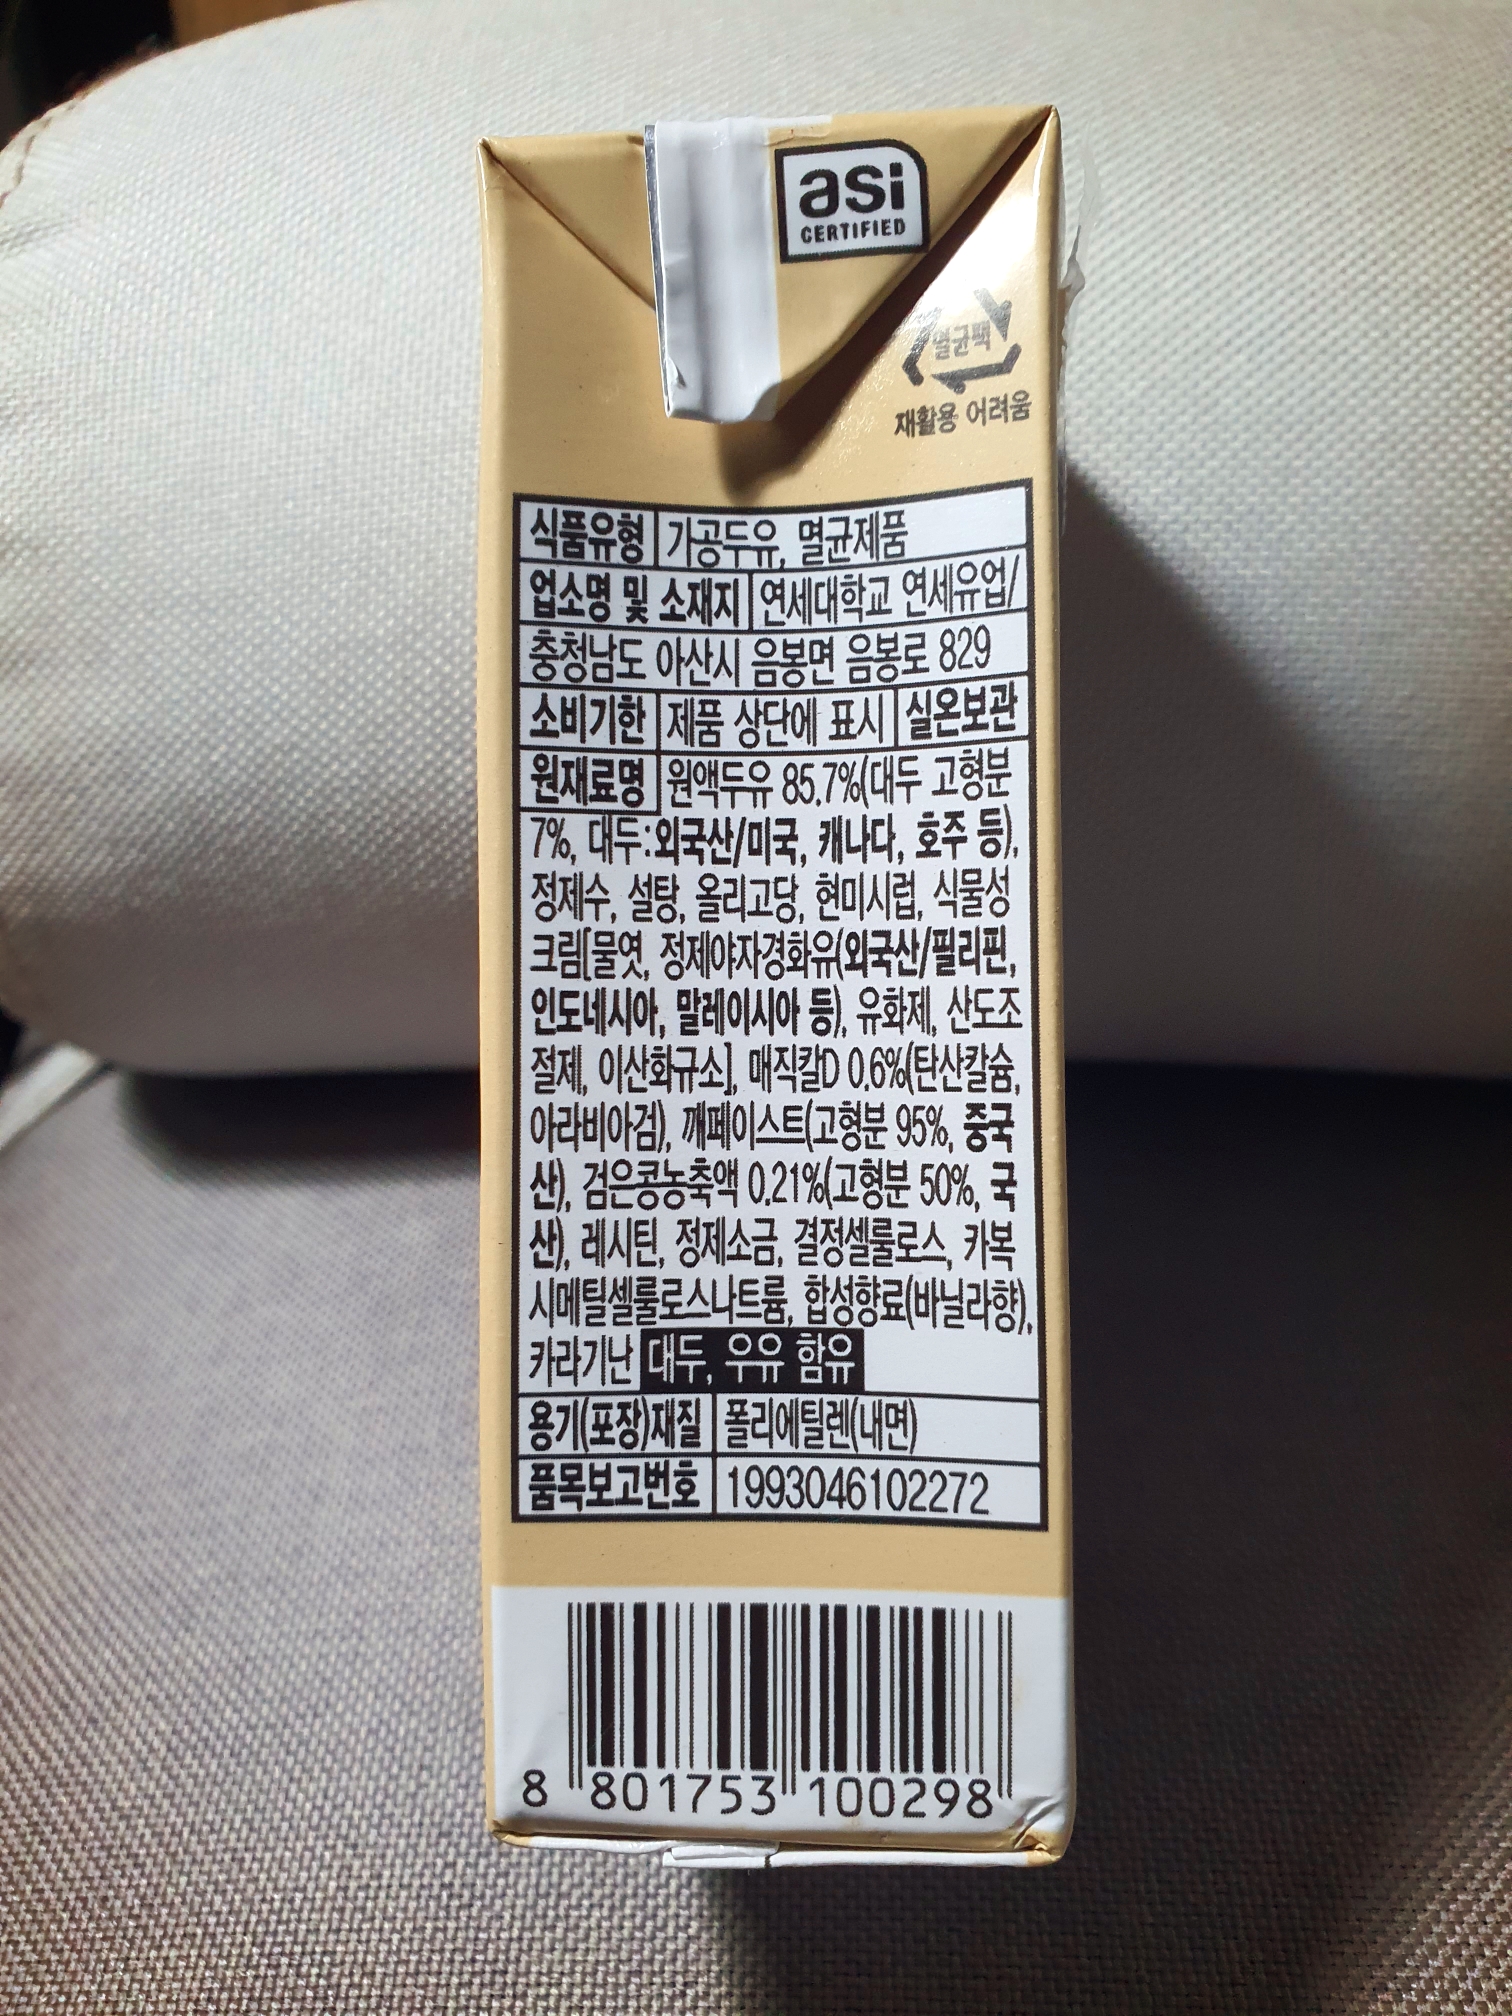 asi
CERTIFIED
멸균팩
재활용 어려움
식품유형 가공두유, 멸균제품
업소명 및 소재지 연세대학교 연세유업/
충청남도 아산시 음봉면 음봉로 829
소비기한 제품 상단에 표시 실온보관
원재료명 원액두유 85.7%(대두 고형분
7%, 대두:외국산/미국, 캐나다, 호주 등),
정제수, 설탕, 올리고당, 현미시럽, 식물성
크림[물엿, 정제야자경화유(외국산/필리핀,
인도네시아, 말레이시아 등), 유화제, 산도조
절제, 이산화규소], 매직칼D 0.6%(탄산칼슘,
아라비아검), 깨페이스트(고형분 95%, 중국
산), 검은콩농축액 0.21%(고형분 50%, 국
산), 레시틴, 정제소금, 결정셀룰로스, 카복
시메틸셀룰로스나트륨, 합성향료(바닐라향),
카라기난 대두, 우유 함유
용기(포장)재질 폴리에틸렌(내면)
품목보고번호 1993046102272
8 801753 100298